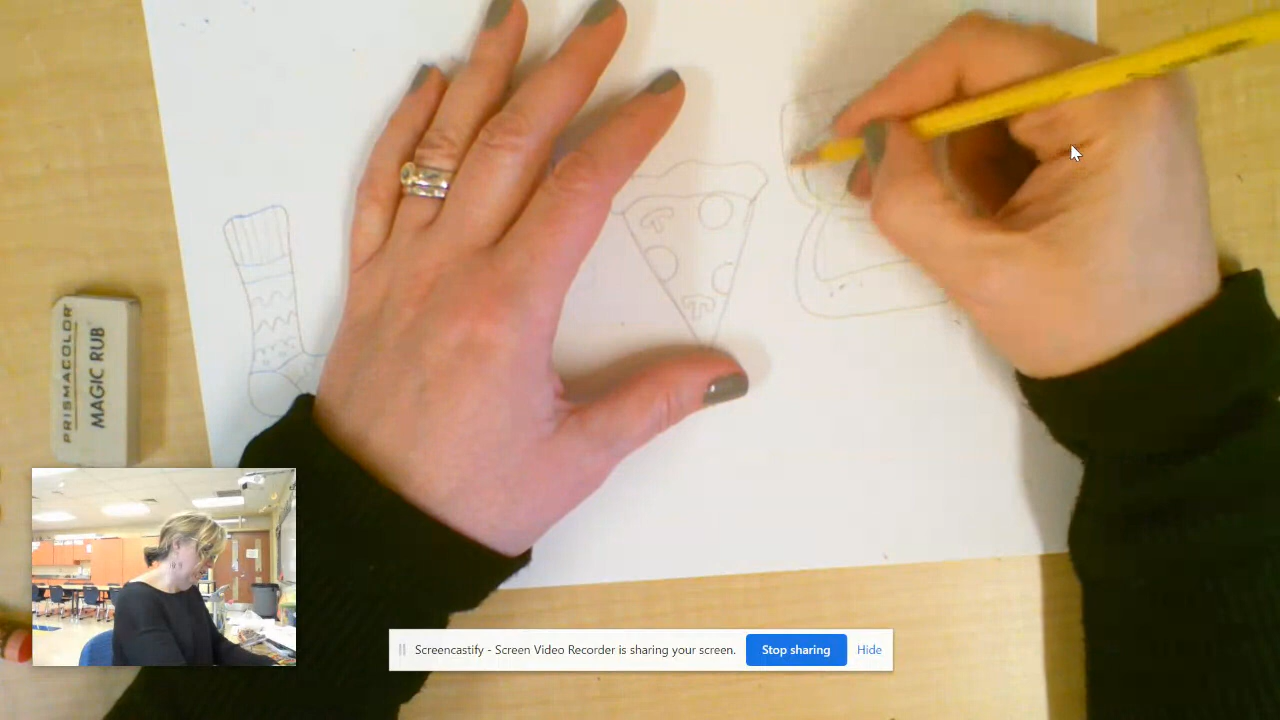 PRISMACOLOR
MAGIC RUB
Screencastify - Screen Video Recorder is sharing your screen.
Stop sharing
Hide